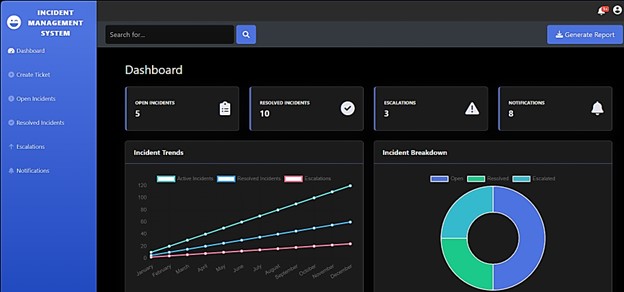 INCIDENT
MANAGEMENT
SYSTEM
Dashboard
Create Ticket
Open Incidents
Resolved Incidents
Escalations
Notifications
Search for...
Generate Report
Dashboard
OPEN INCIDENTS
5
RESOLVED INCIDENTS
10
ESCALATIONS
3
NOTIFICATIONS
8
Incident Trends
Active Incidents Resolved Incidents Escalations
120
100
80
60
40
20
0
January February March April May June July August September October November December
Incident Breakdown
Open Resolved Escalated